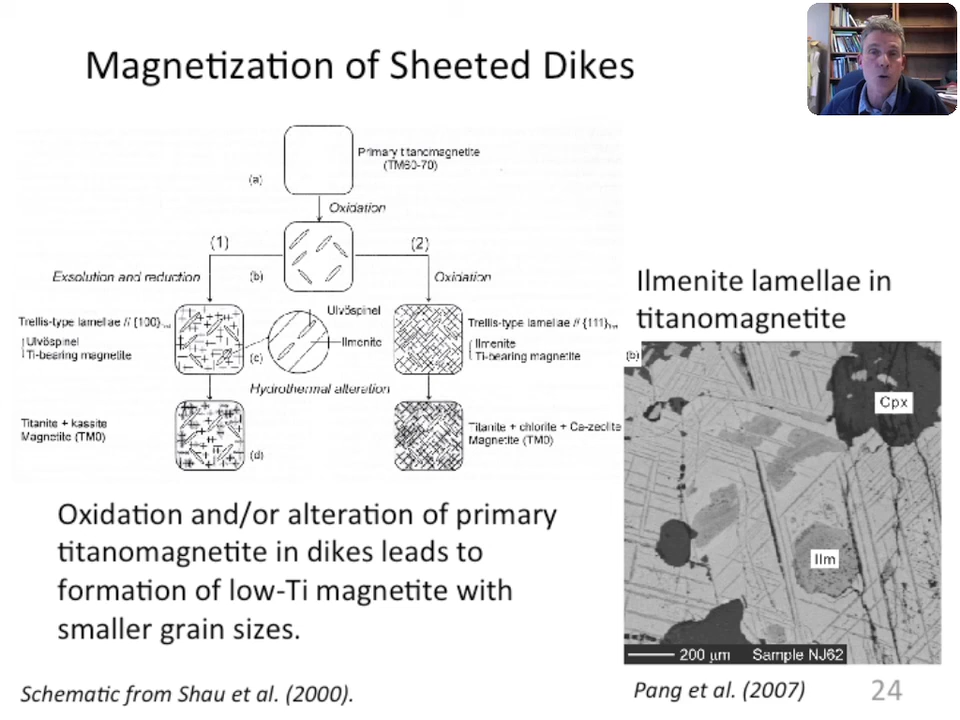 Magnetization of Sheeted Dikes
Primary titanomagnetite
(TM60-70)
(a)
Oxidation
(1)
(2)
Exsolution and reduction
(b)
Oxidation
Ulvöspinel
Trellis-type lamellae // {100}
Ulvöspinel
Ti-bearing magnetite
(c)
Ilmenite
Trellis-type lamellae // {111}
Ilmenite
Ti-bearing magnetite
Hydrothermal alteration
Titanite + kassite
Magnetite (TM0)
(d)
Titanite + chlorite + Ca-zeolite
Magnetite (TM0)
Ilmenite lamellae in
titanomagnetite
(b)
Cpx
Ilm
200 µm Sample NJ62
Oxidation and/or alteration of primary
titanomagnetite in dikes leads to
formation of low-Ti magnetite with
smaller grain sizes.
Schematic from Shau et al. (2000).
Pang et al. (2007)
24